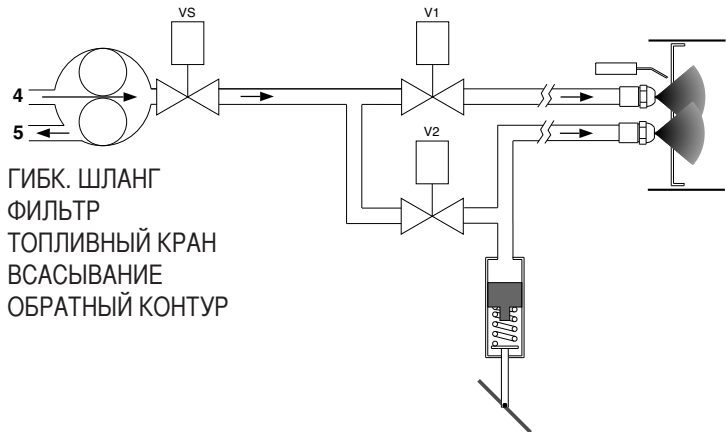 VS
V1
4
5
V2
ГИБК. ШЛАНГ
ФИЛЬТР
ТОПЛИВНЫЙ КРАН
ВСАСЫВАНИЕ
ОБРАТНЫЙ КОНТУР